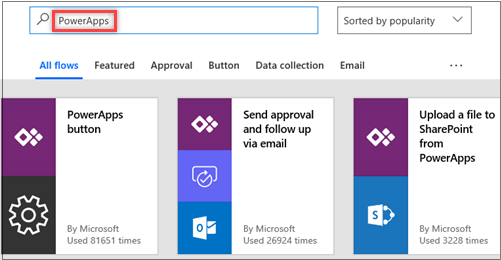 PowerApps
Sorted by popularity
All flows Featured Approval Button Data collection Email ...
PowerApps
button
By Microsoft
Used 81651 times
Send approval
and follow up
via email
By Microsoft
Used 26924 times
Upload a file to
SharePoint
from
PowerApps
By Microsoft
Used 3228 times